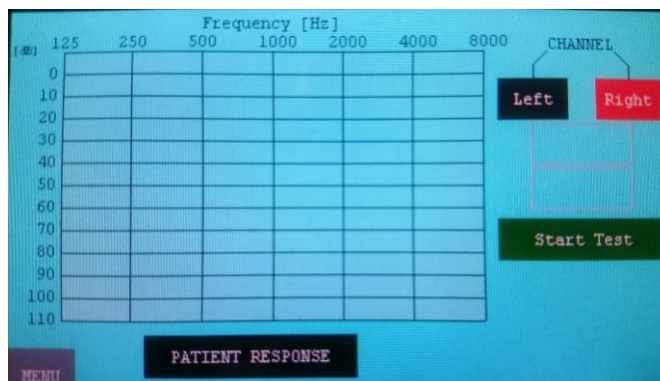 Frequency [Hz]
[dB] 125 250 500 1000 2000 4000 8000
CHANNEL
0
10
20
30
40
50
60
70
80
90
100
110
Left Right
Start Test
PATIENT RESPONSE
MENU